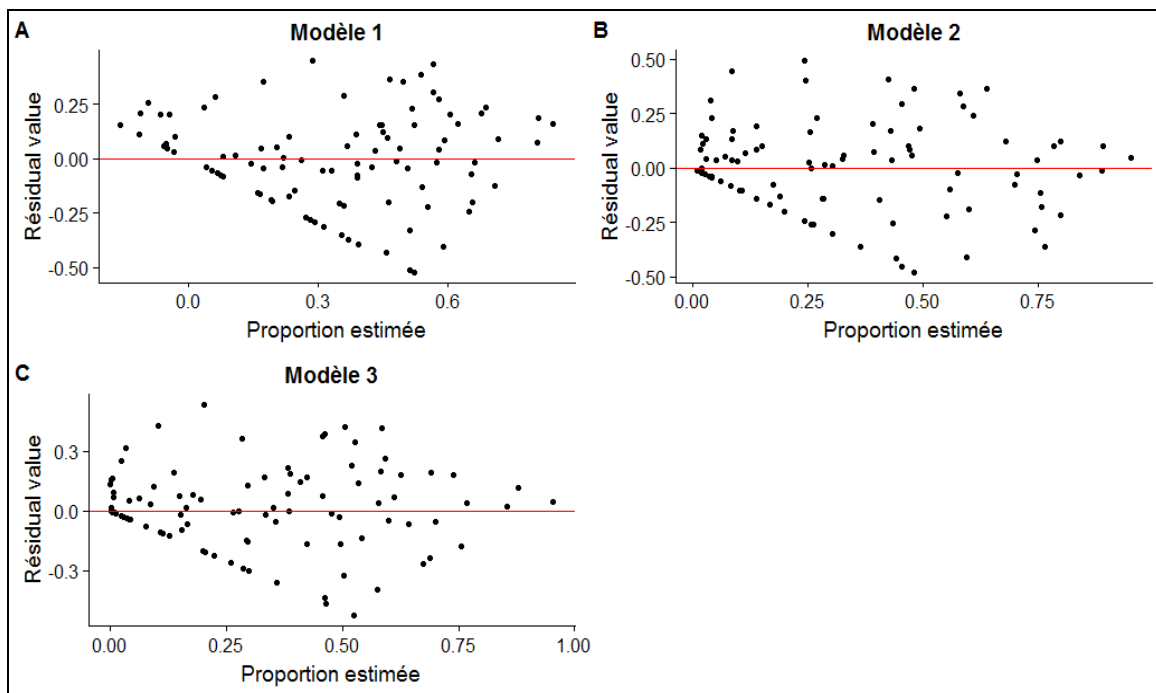 A
Modèle 1
Résidual value
0.25
0.00
-0.25
-0.50
0.0
0.3
0.6
Proportion estimée
B
Modèle 2
Résidual value
0.50
0.25
0.00
-0.25
-0.50
0.00
0.25
0.50
0.75
Proportion estimée
C
Modèle 3
Résidual value
0.3
0.0
-0.3
0.00
0.25
0.50
0.75
1.00
Proportion estimée